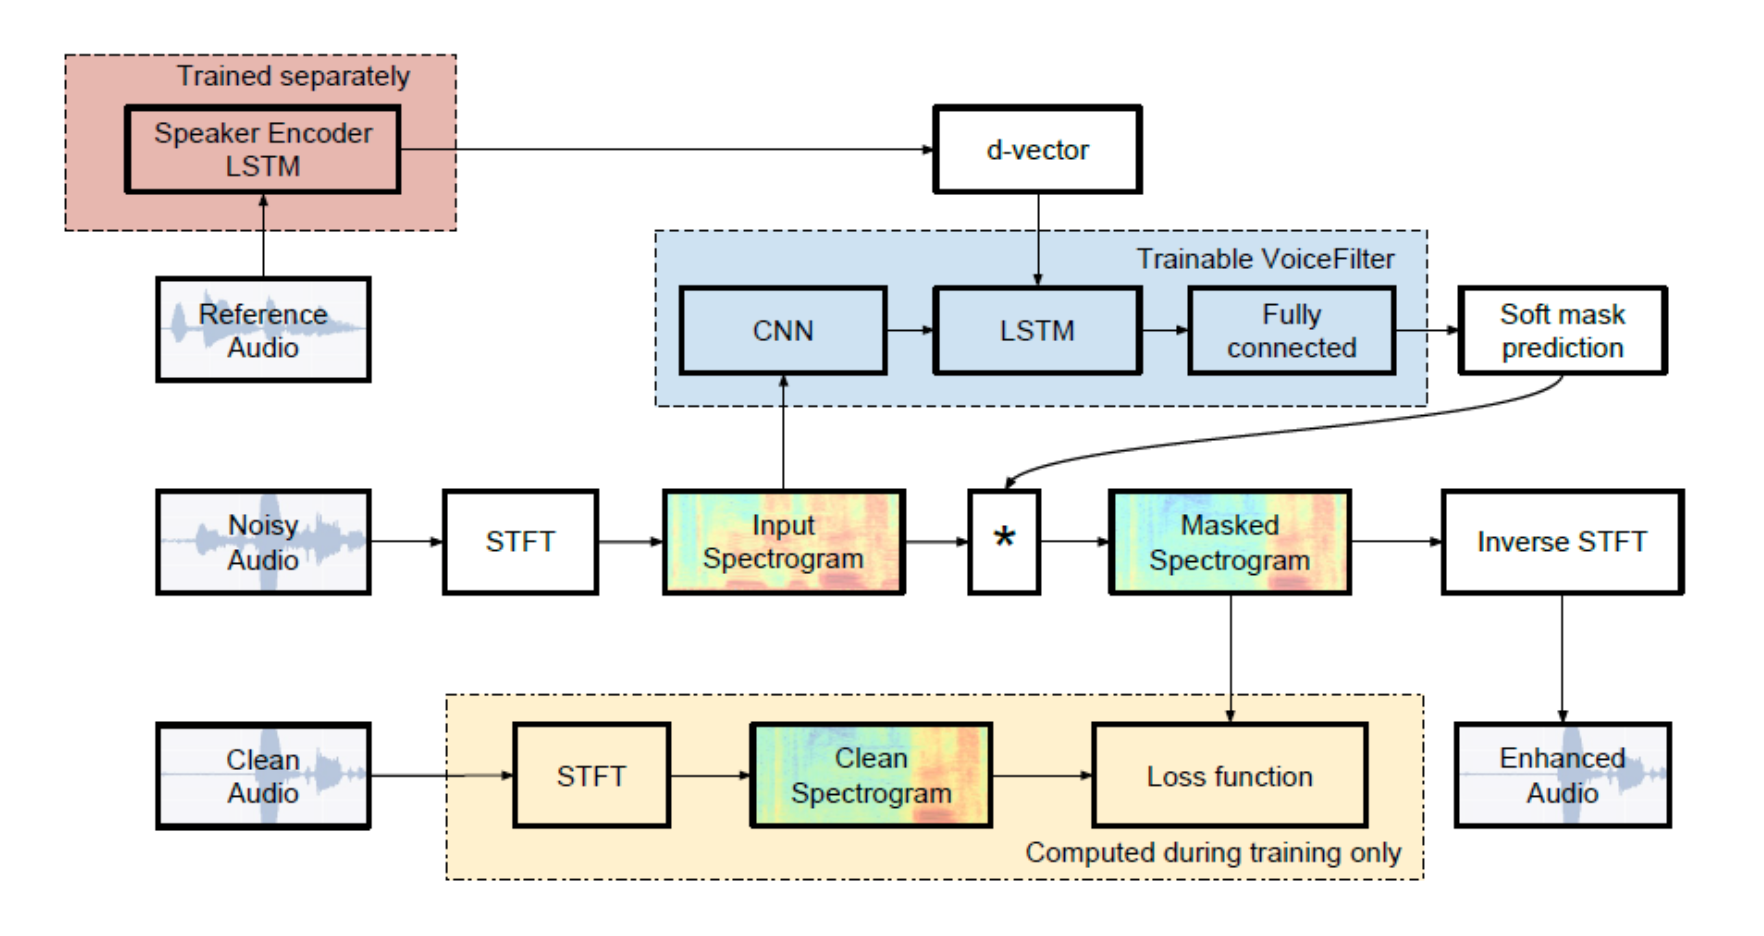 Trained separately
Speaker Encoder
LSTM
d-vector
Trainable VoiceFilter
Reference
Audio
CNN
LSTM
Fully
connected
Soft mask
prediction
Noisy
Audio
STFT
Input
Spectrogram
*
Masked
Spectrogram
Inverse STFT
Clean
Audio
STFT
Clean
Spectrogram
Loss function
Enhanced
Audio
Computed during training only